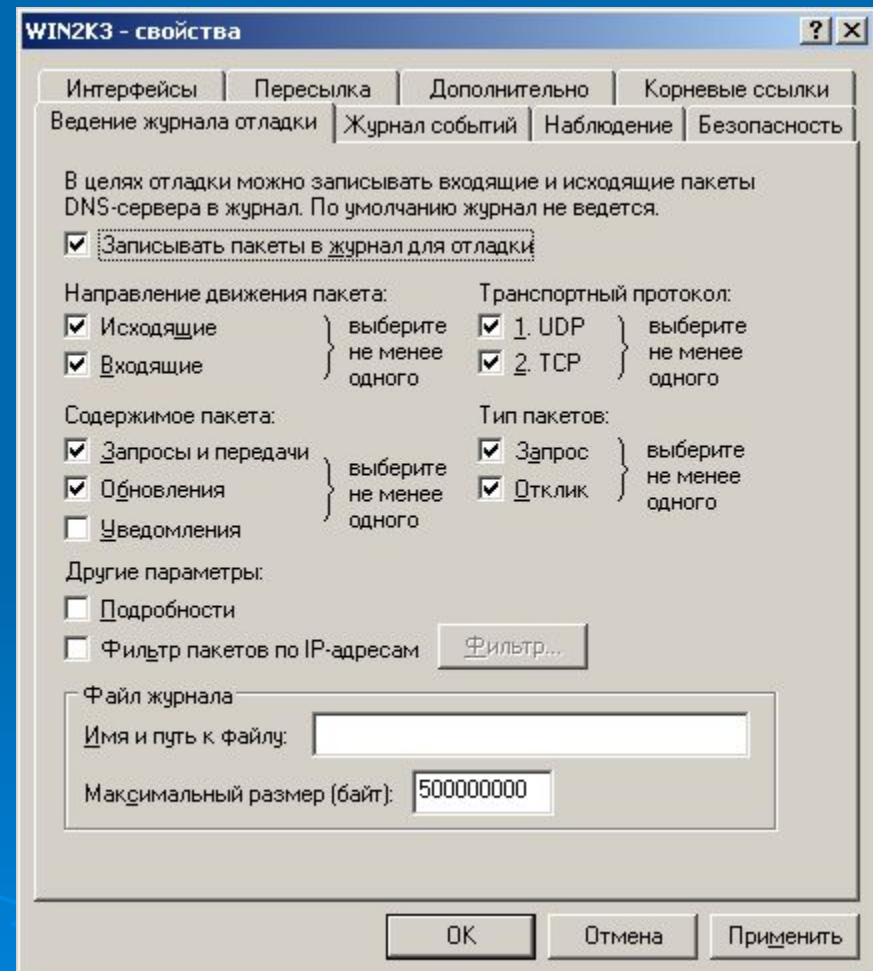 WIN2K3 - свойства
Интерфейсы Пересылка Дополнительно Корневые ссылки
Ведение журнала отладки Журнал событий Наблюдение Безопасность
В целях отладки можно записывать входящие и исходящие пакеты
DNS-сервера в журнал. По умолчанию журнал не ведется.
Записывать пакеты в журнал для отладки
Направление движения пакета: Транспортный протокол:
Исходящие выберите 1. UDP выберите
Входящие не менее 2. TCP не менее
одного одного
Содержимое пакета: Тип пакетов:
Запросы и передачи выберите Запрос выберите
Обновления не менее Отклик не менее
Уведомления одного одного
Другие параметры:
Подробности
Фильтр пакетов по IP-адресам Фильтр...
Файл журнала
Имя и путь к файлу:
Максимальный размер (байт): 500000000
OK Отмена Применить